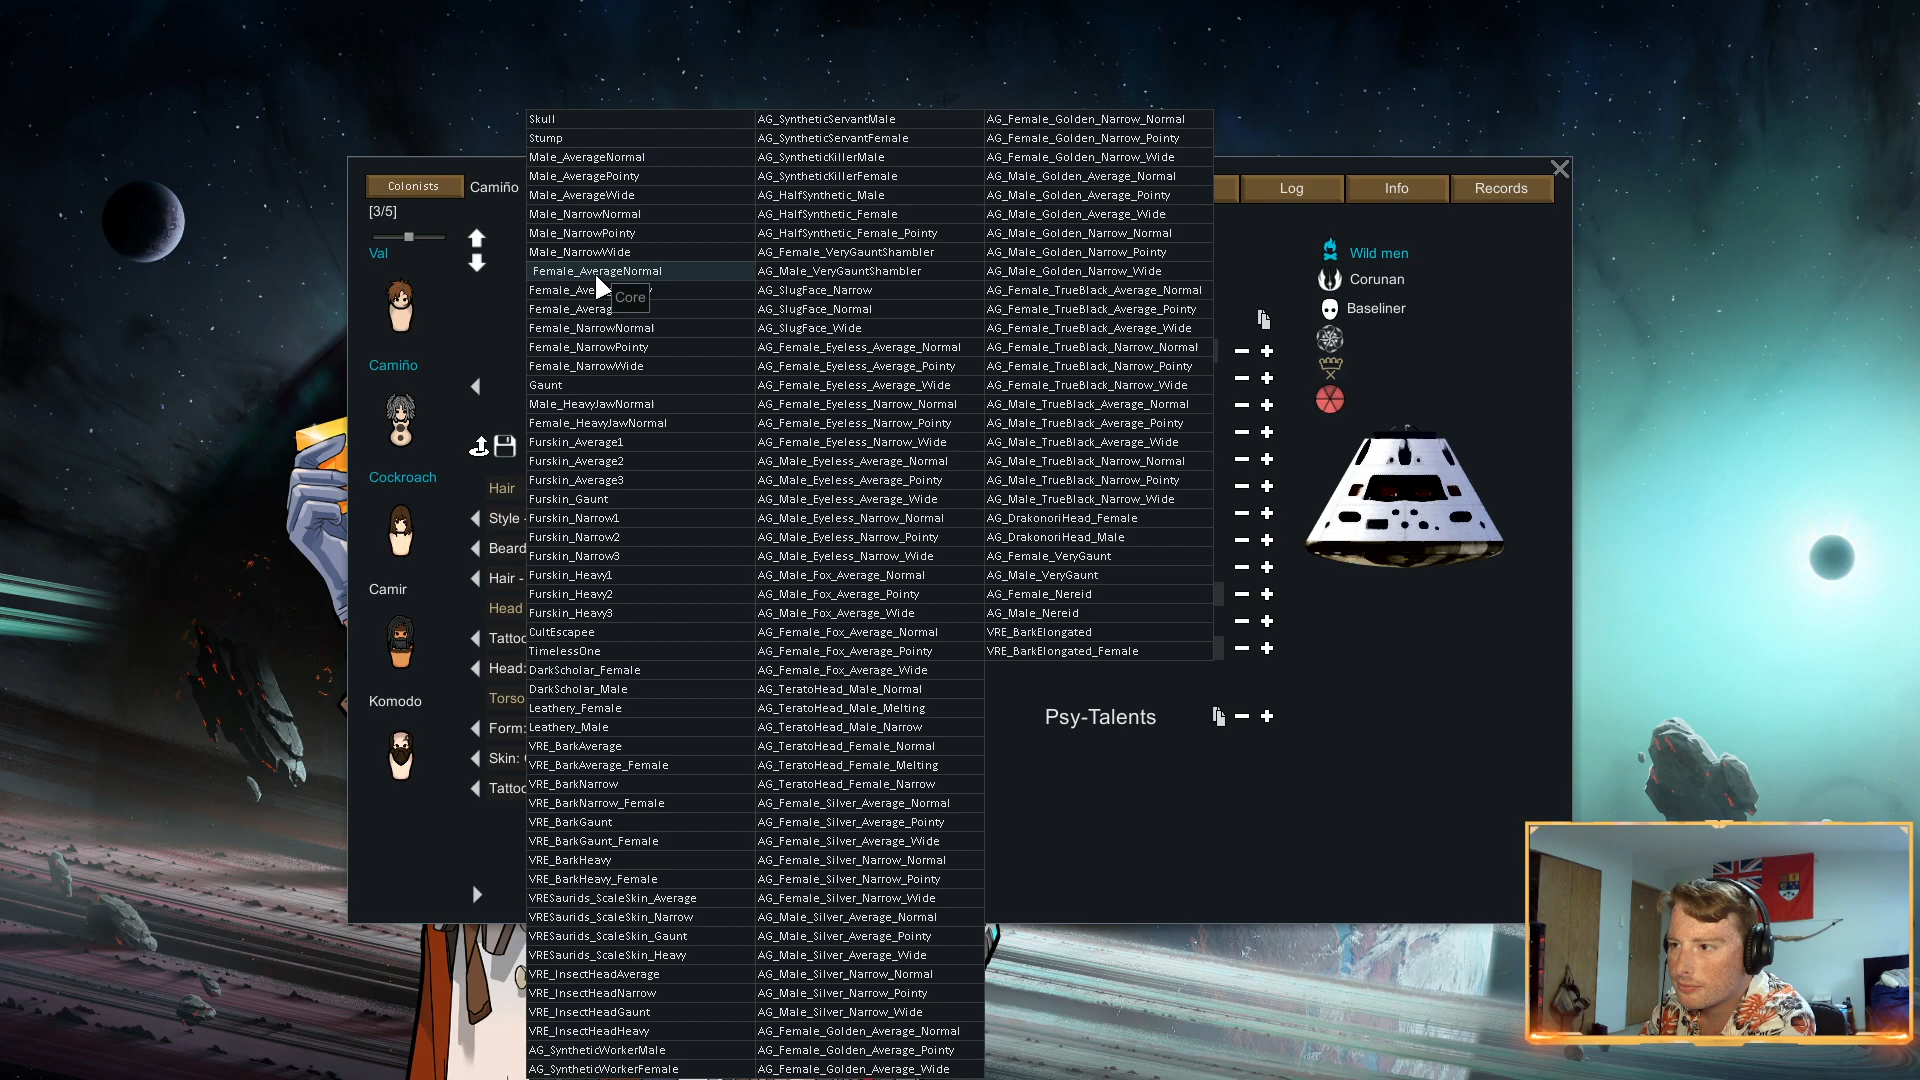 Colonists
Camiño
[3/5]
Val
Camiño
Cockroach
Camir
Komodo
Hair
Style -
Beard
Hair -
Head
Tattoo
Head:
Torso
Form:
Skin:
Tattoo
Skull
Stump
Male_AverageNormal
Male_AveragePointy
Male_AverageWide
Male_NarrowNormal
Male_NarrowPointy
Male_NarrowWide
Female_AverageNormal
Core
Female_NarrowNormal
Female_NarrowPointy
Female_NarrowWide
Gaunt
Male_HeavyJawNormal
Female_HeavyJawNormal
Furskin_Average1
Furskin_Average2
Furskin_Average3
Furskin_Gaunt
Furskin_Narrow1
Furskin_Narrow2
Furskin_Narrow3
Furskin_Heavy1
Furskin_Heavy2
Furskin_Heavy3
CultEscapee
TimelessOne
DarkScholar_Female
DarkScholar_Male
Leathery_Female
Leathery_Male
VRE_BarkAverage
VRE_BarkAverage_Female
VRE_BarkNarrow
VRE_BarkNarrow_Female
VRE_BarkGaunt
VRE_BarkGaunt_Female
VRE_BarkHeavy
VRE_BarkHeavy_Female
VRESaurids_ScaleSkin_Average
VRESaurids_ScaleSkin_Narrow
VRESaurids_ScaleSkin_Gaunt
VRESaurids_ScaleSkin_Heavy
VRE_InsectHeadAverage
VRE_InsectHeadNarrow
VRE_InsectHeadGaunt
VRE_InsectHeadHeavy
AG_SyntheticWorkerMale
AG_SyntheticWorkerFemale
AG_SyntheticServantMale
AG_SyntheticServantFemale
AG_SyntheticKillerMale
AG_SyntheticKillerFemale
AG_HalfSynthetic_Male
AG_HalfSynthetic_Female
AG_HalfSynthetic_Female_Pointy
AG_Female_VeryGauntShambler
AG_Male_VeryGauntShambler
AG_SlugFace_Narrow
AG_SlugFace_Normal
AG_SlugFace_Wide
AG_Female_Eyeless_Average_Normal
AG_Female_Eyeless_Average_Pointy
AG_Female_Eyeless_Average_Wide
AG_Female_Eyeless_Narrow_Normal
AG_Female_Eyeless_Narrow_Pointy
AG_Female_Eyeless_Narrow_Wide
AG_Male_Eyeless_Average_Normal
AG_Male_Eyeless_Average_Pointy
AG_Male_Eyeless_Average_Wide
AG_Male_Eyeless_Narrow_Normal
AG_Male_Eyeless_Narrow_Pointy
AG_Male_Eyeless_Narrow_Wide
AG_Male_Fox_Average_Normal
AG_Male_Fox_Average_Pointy
AG_Male_Fox_Average_Wide
AG_Female_Fox_Average_Normal
AG_Female_Fox_Average_Pointy
AG_Female_Fox_Average_Wide
AG_TeratoHead_Male_Normal
AG_TeratoHead_Male_Melting
AG_TeratoHead_Male_Narrow
AG_TeratoHead_Female_Normal
AG_TeratoHead_Female_Melting
AG_TeratoHead_Female_Narrow
AG_Female_Silver_Average_Normal
AG_Female_Silver_Average_Pointy
AG_Female_Silver_Average_Wide
AG_Female_Silver_Narrow_Normal
AG_Female_Silver_Narrow_Pointy
AG_Female_Silver_Narrow_Wide
AG_Male_Silver_Average_Normal
AG_Male_Silver_Average_Pointy
AG_Male_Silver_Average_Wide
AG_Male_Silver_Narrow_Normal
AG_Male_Silver_Narrow_Pointy
AG_Male_Silver_Narrow_Wide
AG_Female_Golden_Average_Normal
AG_Female_Golden_Average_Pointy
AG_Female_Golden_Average_Wide
AG_Female_Golden_Narrow_Normal
AG_Female_Golden_Narrow_Pointy
AG_Female_Golden_Narrow_Wide
AG_Male_Golden_Average_Normal
AG_Male_Golden_Average_Pointy
AG_Male_Golden_Average_Wide
AG_Male_Golden_Narrow_Normal
AG_Male_Golden_Narrow_Pointy
AG_Male_Golden_Narrow_Wide
AG_Female_TrueBlack_Average_Normal
AG_Female_TrueBlack_Average_Pointy
AG_Female_TrueBlack_Average_Wide
AG_Female_TrueBlack_Narrow_Normal
AG_Female_TrueBlack_Narrow_Pointy
AG_Female_TrueBlack_Narrow_Wide
AG_Male_TrueBlack_Average_Normal
AG_Male_TrueBlack_Average_Pointy
AG_Male_TrueBlack_Average_Wide
AG_Male_TrueBlack_Narrow_Normal
AG_Male_TrueBlack_Narrow_Pointy
AG_Male_TrueBlack_Narrow_Wide
AG_DrakonoriHead_Female
AG_DrakonoriHead_Male
AG_Female_VeryGaunt
AG_Male_VeryGaunt
AG_Female_Nereid
AG_Male_Nereid
VRE_BarkElongated
VRE_BarkElongated_Female
Psy-Talents
Log
Info
Records
Wild men
Corunan
Baseliner